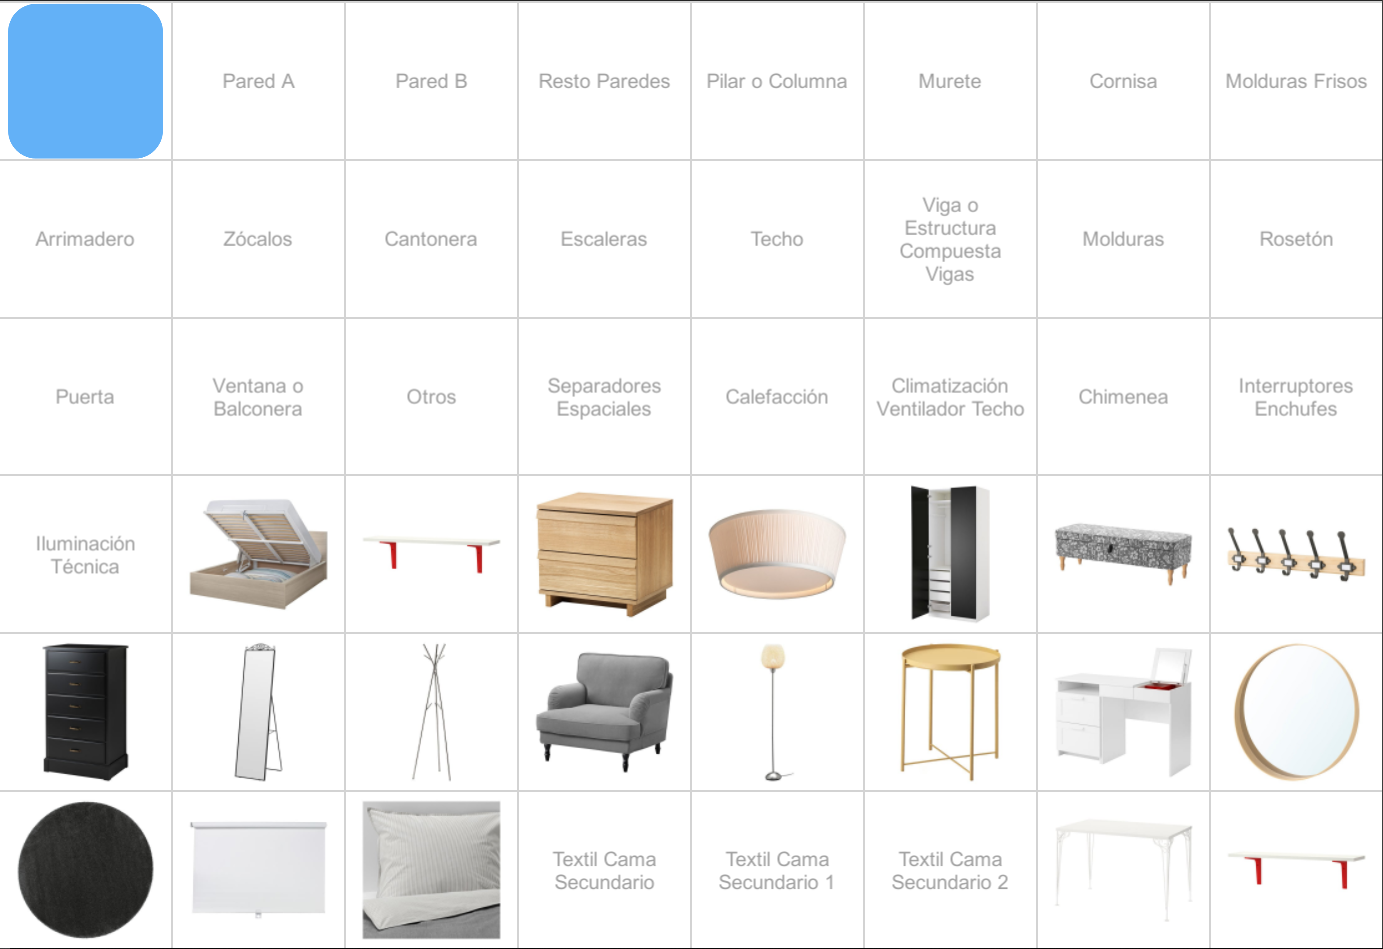 Pared A
Pared B
Resto Paredes
Pilar o Columna
Murete
Cornisa
Molduras Frisos
Arrimadero
Zócalos
Cantonera
Escaleras
Techo
Viga o
Estructura
Compuesta
Vigas
Molduras
Rosetón
Puerta
Ventana o
Balconera
Otros
Separadores
Espaciales
Calefacción
Climatización
Ventilador Techo
Chimenea
Interruptores
Enchufes
Iluminación
Técnica
Textil Cama
Secundario
Textil Cama
Secundario 1
Textil Cama
Secundario 2